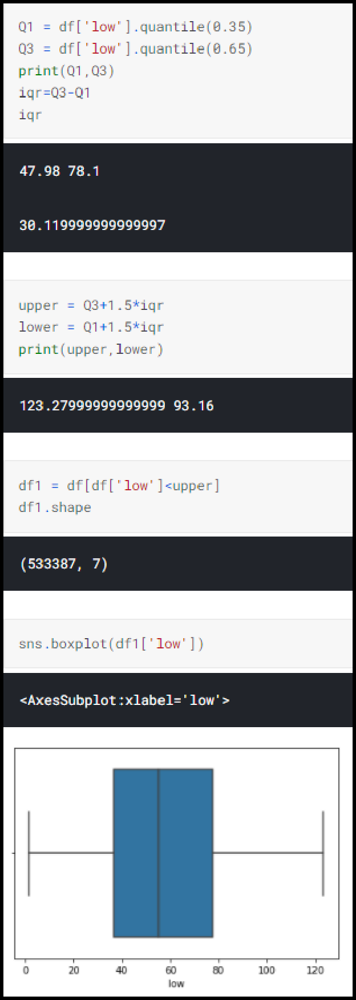 Q1 = df['low'].quantile(0.35)
Q3 = df['low'].quantile(0.65)
print(Q1,Q3)
iqr=Q3-Q1
iqr
47.98 78.1
30.119999999999997
upper = Q3+1.5*iqr
lower = Q1+1.5*iqr
print(upper,lower)
123.27999999999999 93.16
df1 = df[df['low']<upper]
df1.shape
(533387, 7)
sns.boxplot(df1['low'])
<AxesSubplot:xlabel='low'>
0 20 40 60 80 100 120
low